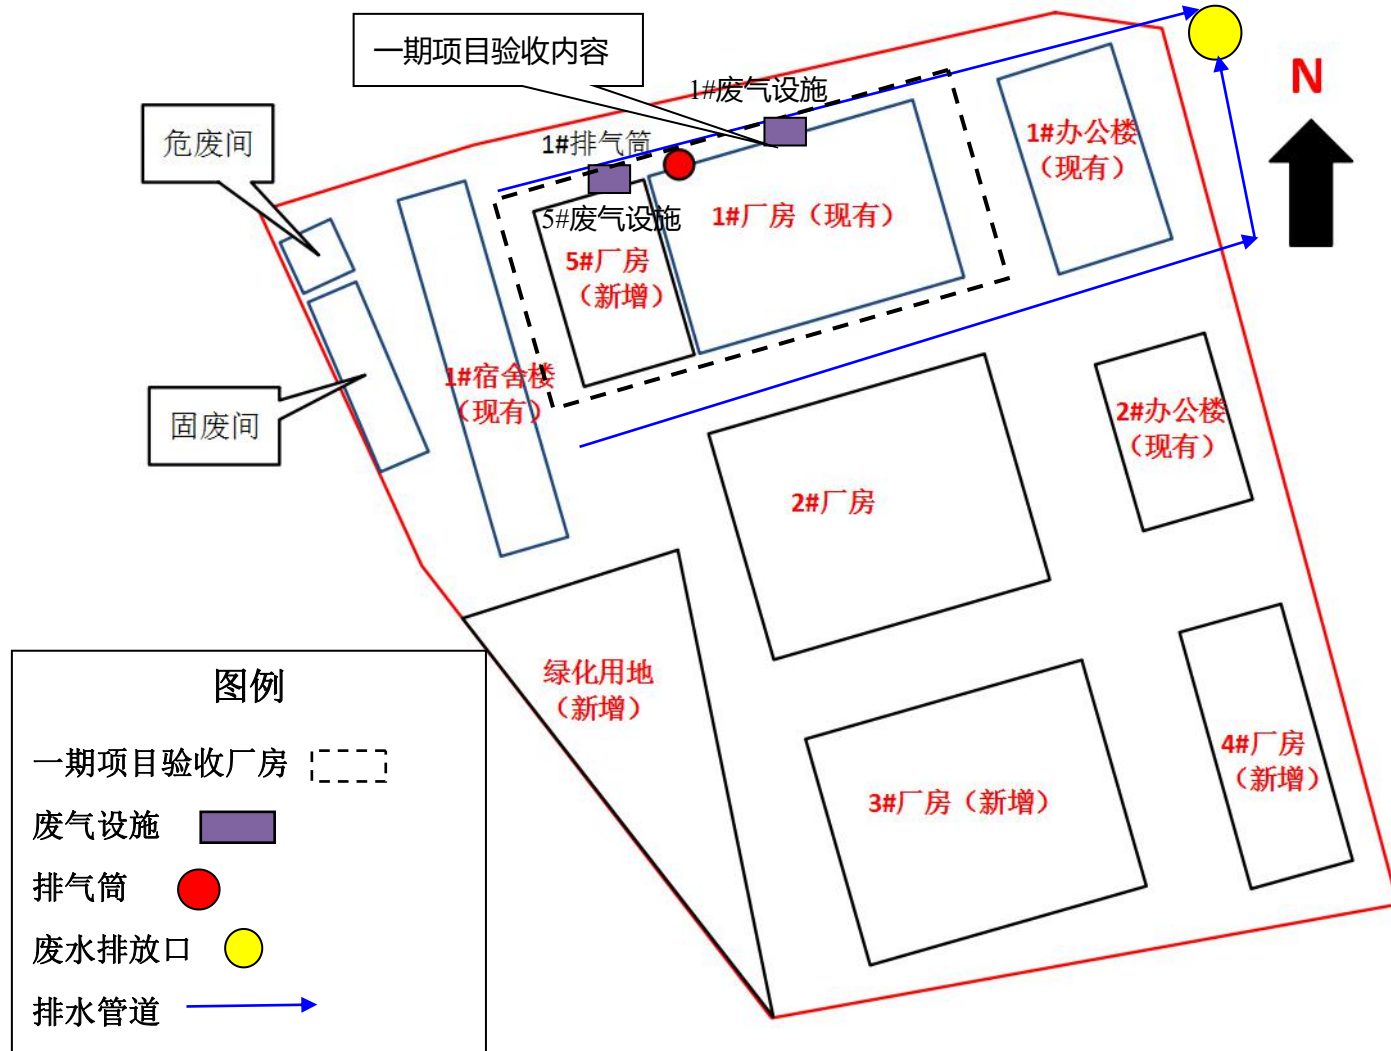 一期项目验收内容
N
1#废气设施
危废间
1#排气筒
1#办公楼
（现有）
5#废气设施
1#厂房（现有）
5#厂房
（新增）
固废间
1#宿舍楼
（现有）
2#办公楼
（现有）
2#厂房
绿化用地
（新增）
4#厂房
（新增）
3#厂房（新增）
图例
一期项目验收厂房
废气设施
排气筒
废水排放口
排水管道